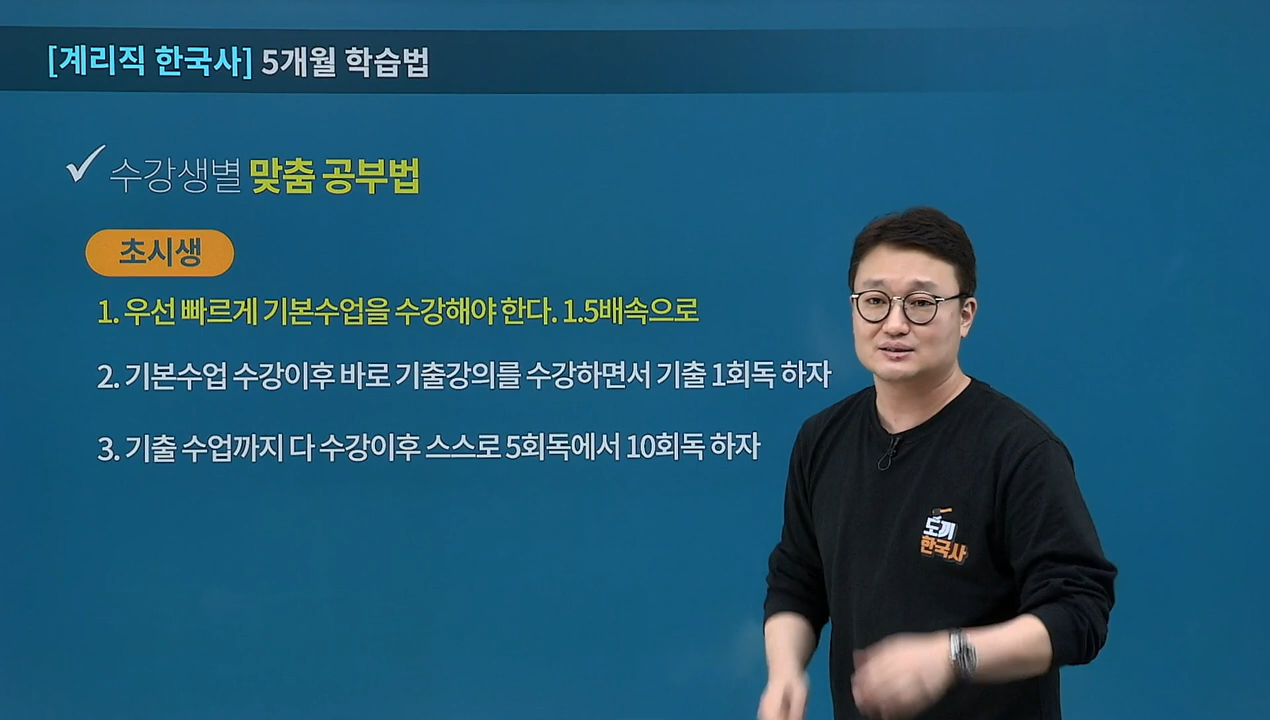 [계리직 한국사] 5개월 학습법
수강생별 맞춤 공부법
초시생
1. 우선 빠르게 기본수업을 수강해야 한다. 1.5배속으로
2. 기본수업 수강이후 바로 기출강의를 수강하면서 기출 1회독 하자
3. 기출 수업까지 다 수강이후 스스로 5회독에서 10회독 하자
도끼
한국사